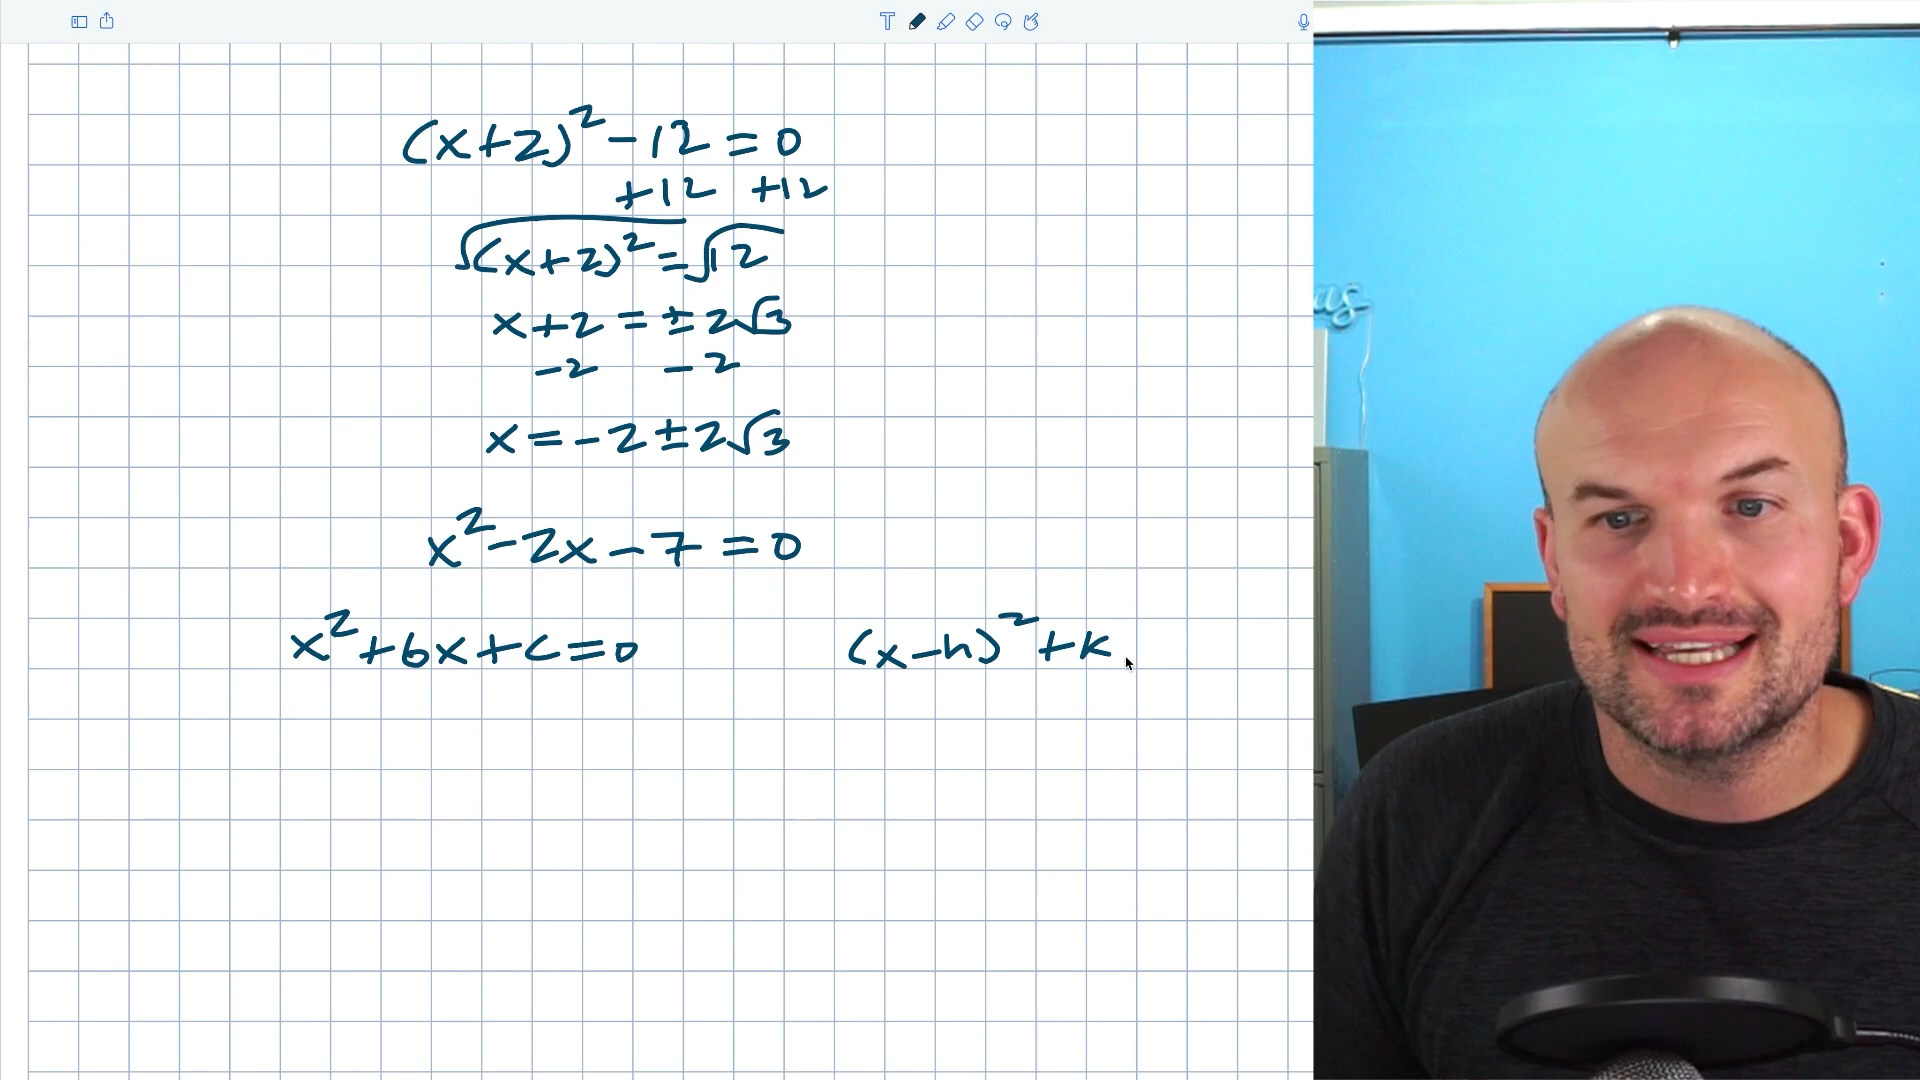 (x+2)²-12=0
+12 +12
√(x+2)²=√12
x+2=±2√3
-2 -2
x=-2±2√3
x²-2x-7=0
x²+bx+c=0 (x-h)²+k